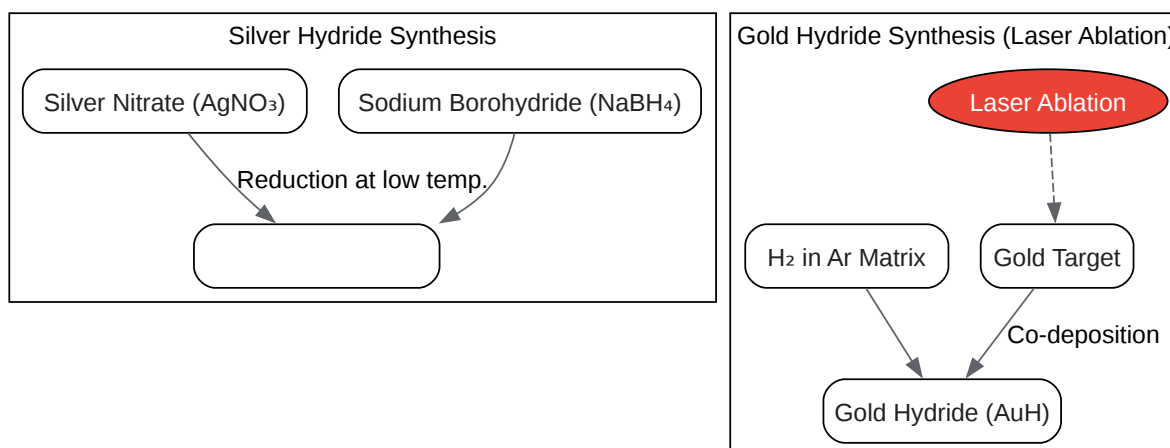 Silver Hydride Synthesis
Silver Nitrate (AgNO₃)
Sodium Borohydride (NaBH₄)
Reduction at low temp.
Gold Hydride Synthesis (Laser Ablation)
Laser Ablation
H₂ in Ar Matrix
Gold Target
Co-deposition
Gold Hydride (AuH)